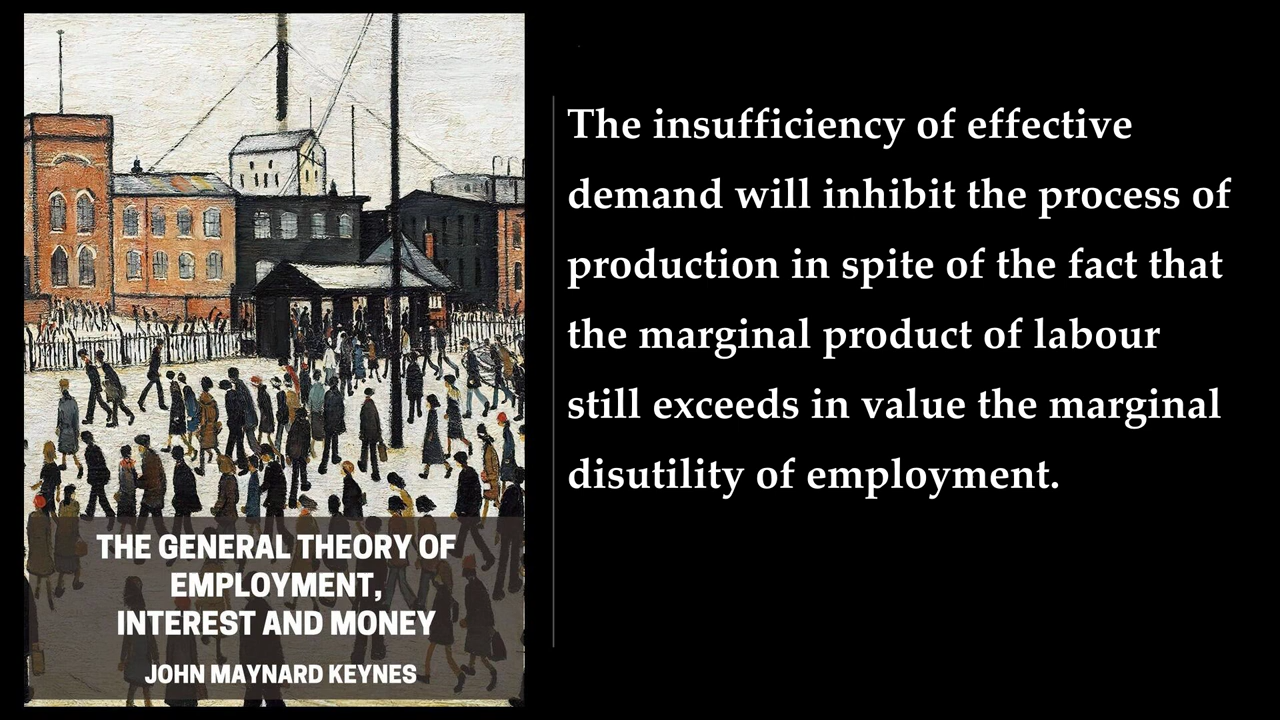 THE GENERAL THEORY OF
EMPLOYMENT,
INTEREST AND MONEY
JOHN MAYNARD KEYNES
The insufficiency of effective
demand will inhibit the process of
production in spite of the fact that
the marginal product of labour
still exceeds in value the marginal
disutility of employment.